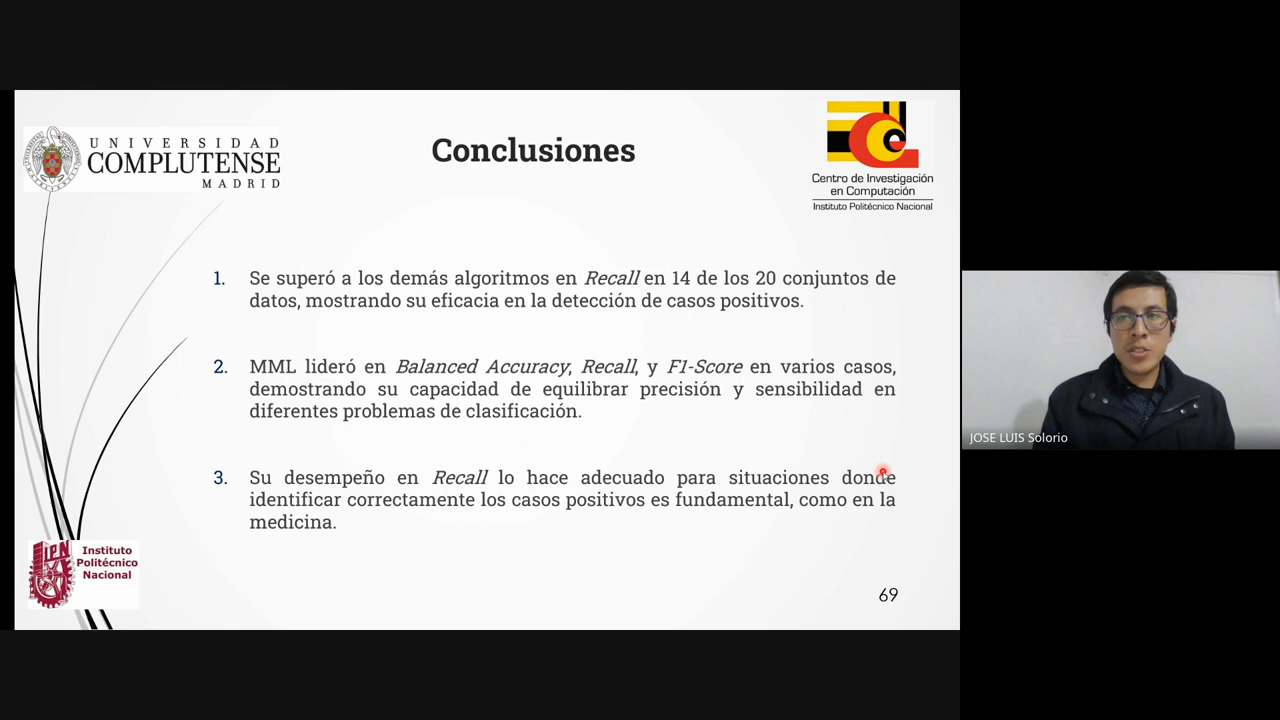 UNIVERSIDAD
COMPLUTENSE
MADRID
Conclusiones
Centro de Investigación
en Computación
Instituto Politécnico Nacional
1. Se superó a los demás algoritmos en Recall en 14 de los 20 conjuntos de
datos, mostrando su eficacia en la detección de casos positivos.
2. MML lideró en Balanced Accuracy, Recall, y F1-Score en varios casos,
demostrando su capacidad de equilibrar precisión y sensibilidad en
diferentes problemas de clasificación.
3. Su desempeño en Recall lo hace adecuado para situaciones donde
identificar correctamente los casos positivos es fundamental, como en la
medicina.
IPN
Instituto
Politécnico
Nacional
69
JOSE LUIS Solorio